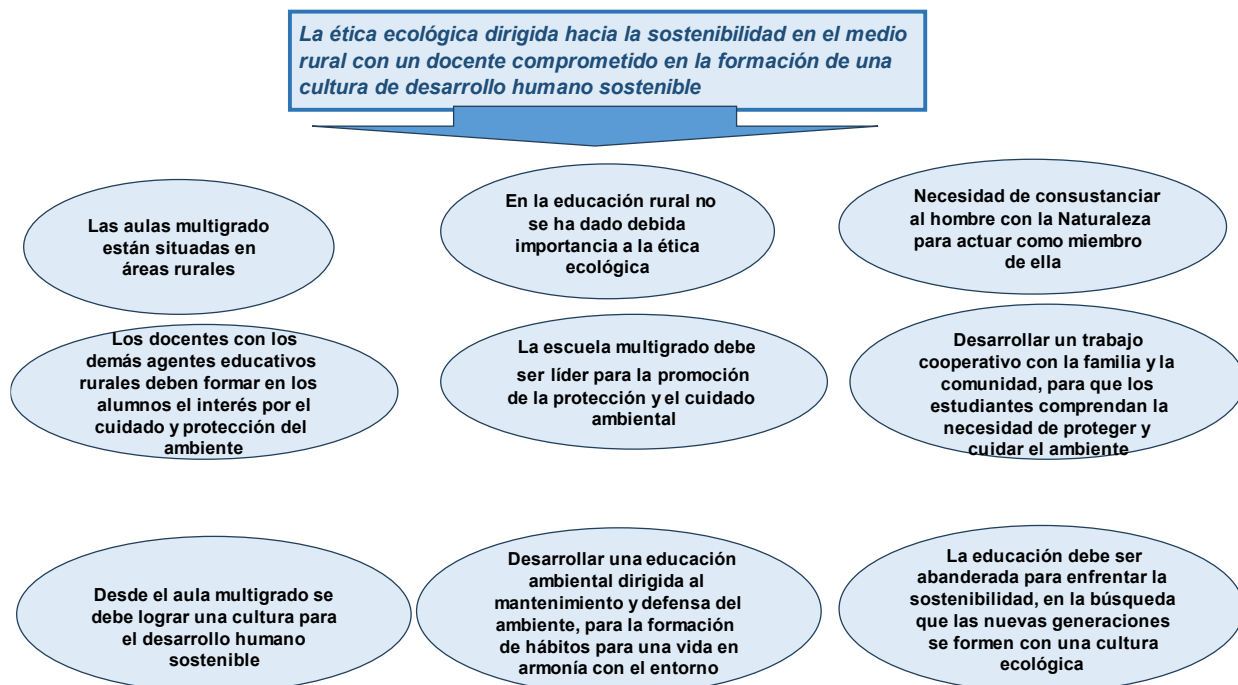 La ética ecológica dirigida hacia la sostenibilidad en el medio
rural con un docente comprometido en la formación de una
cultura de desarrollo humano sostenible
Las aulas multigrado
están situadas en
áreas rurales
En la educación rural no
se ha dado debida
importancia a la ética
ecológica
Necesidad de consustanciar
al hombre con la Naturaleza
para actuar como miembro
de ella
Los docentes con los
demás agentes educativos
rurales deben formar en los
alumnos el interés por el
cuidado y protección del
ambiente
La escuela multigrado debe
ser líder para la promoción
de la protección y el cuidado
ambiental
Desarrollar un trabajo
cooperativo con la familia y la
comunidad, para que los
estudiantes comprendan la
necesidad de proteger y
cuidar el ambiente
Desde el aula multigrado se
debe lograr una cultura para
el desarrollo humano
sostenible
Desarrollar una educación
ambiental dirigida al
mantenimiento y defensa del
ambiente, para la formación
de hábitos para una vida en
armonía con el entorno
La educación debe ser
abanderada para enfrentar la
sostenibilidad, en la búsqueda
que las nuevas generaciones
se formen con una cultura
ecológica